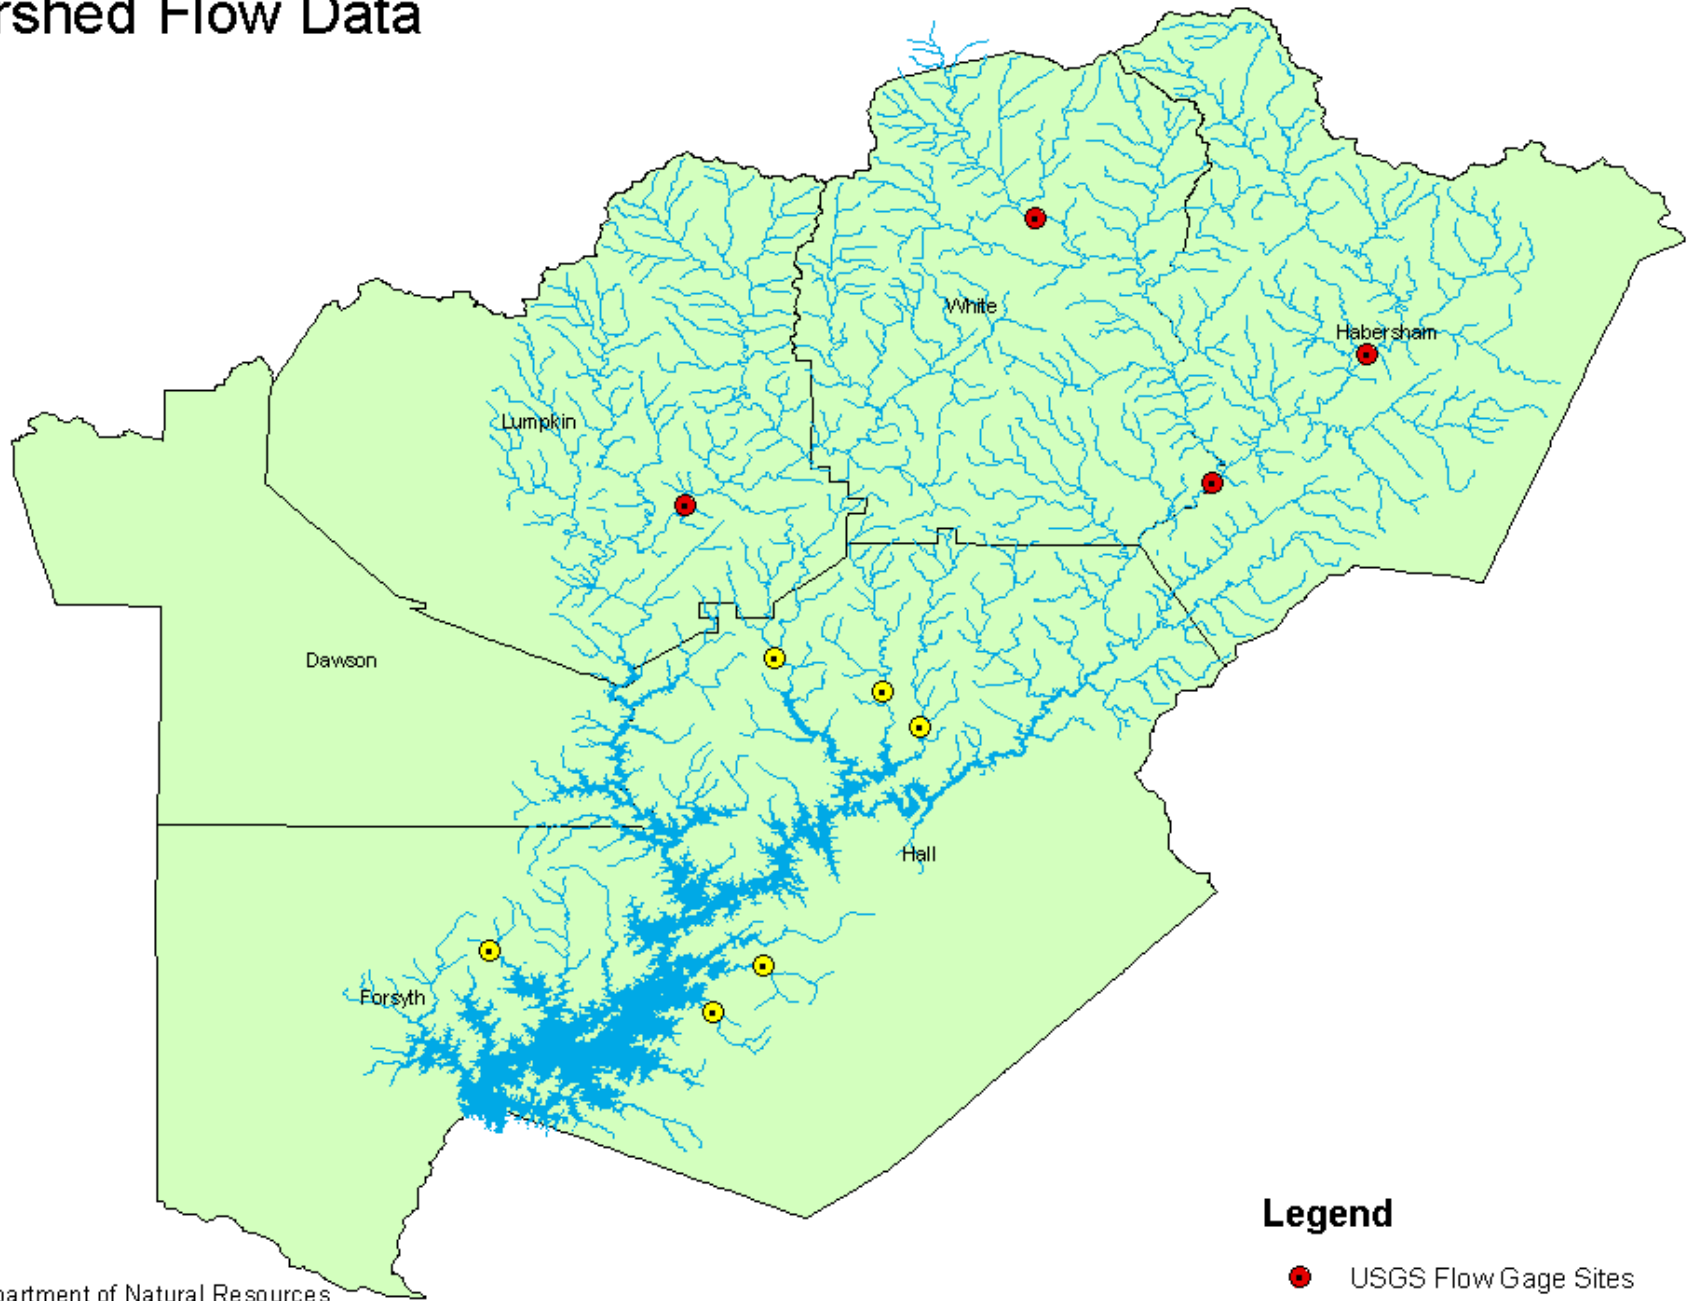 rshed Flow Data
White
Habersham
Lumpkin
Dawson
Hall
Forsyth
Legend
USGS Flow Gage Sites
partment of Natural Resources